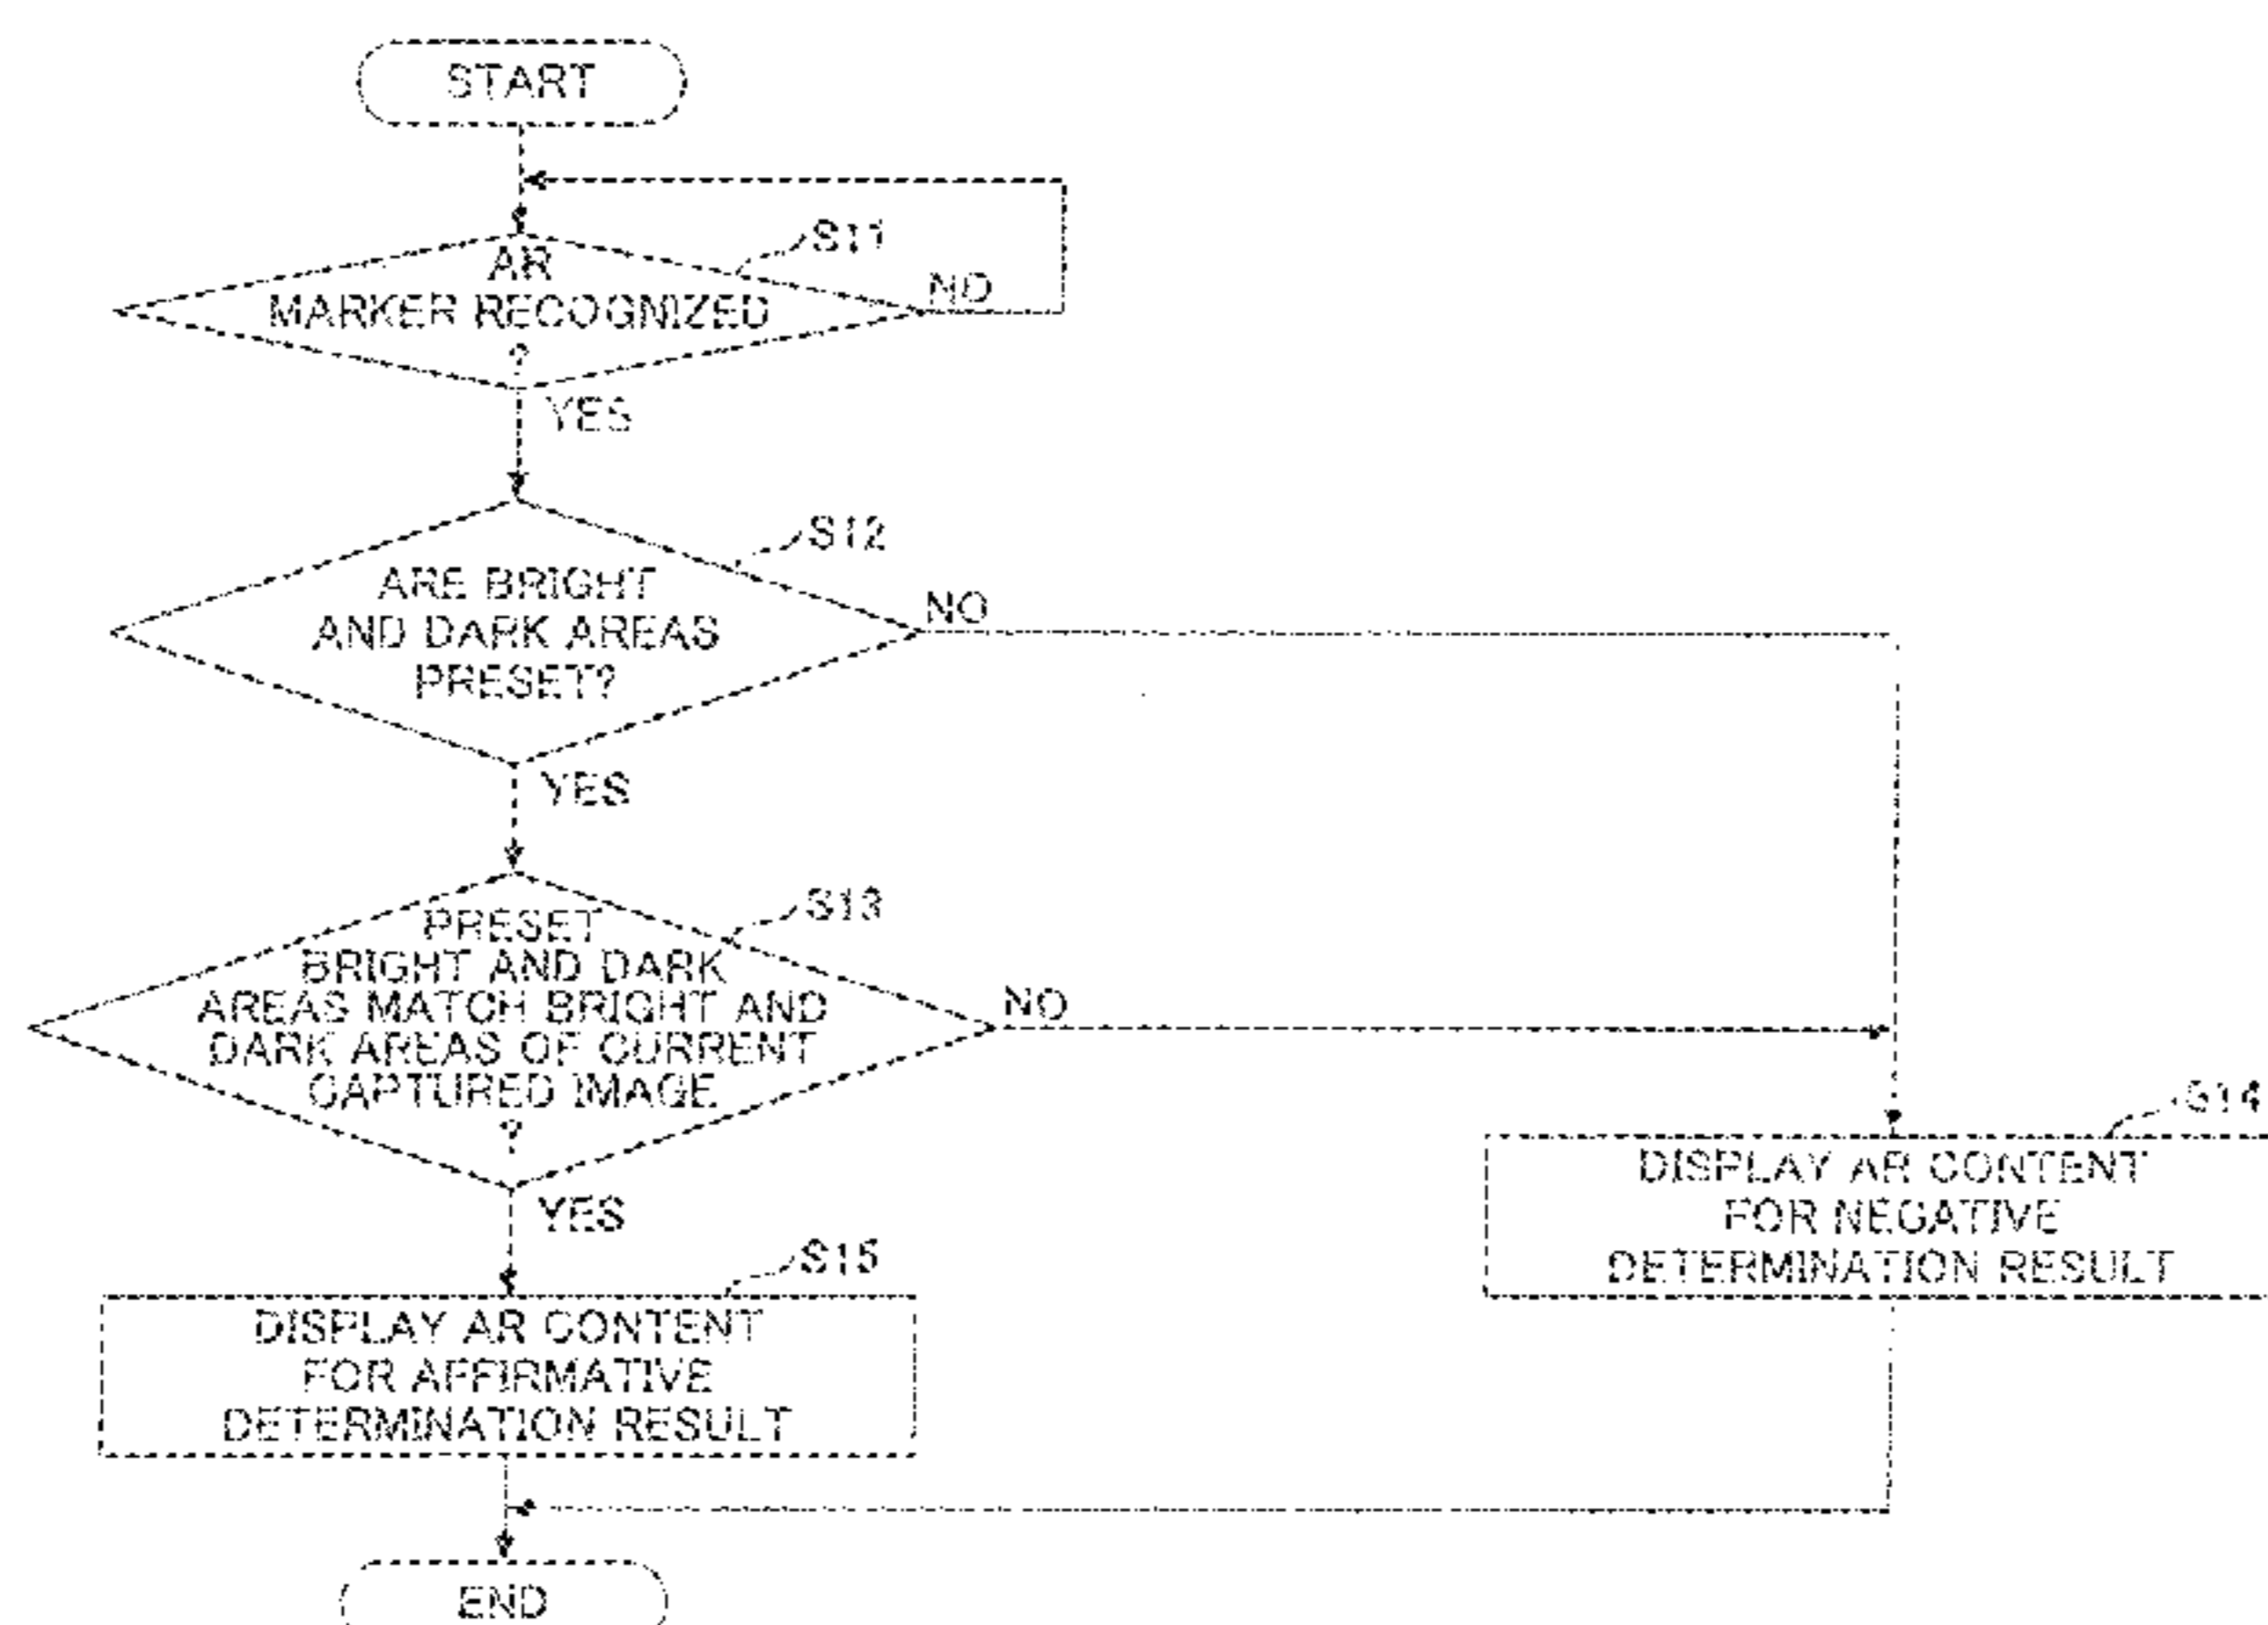 START
S11
AR
MARKER RECOGNIZED
?
NO
YES
S12
ARE BRIGHT
AND DARK AREAS
PRESET?
NO
YES
S13
PRESET
BRIGHT AND DARK
AREAS MATCH BRIGHT AND
DARK AREAS OF CURRENT
CAPTURED IMAGE
?
NO
YES
S14
DISPLAY AR CONTENT
FOR NEGATIVE
DETERMINATION RESULT
S15
DISPLAY AR CONTENT
FOR AFFIRMATIVE
DETERMINATION RESULT
END